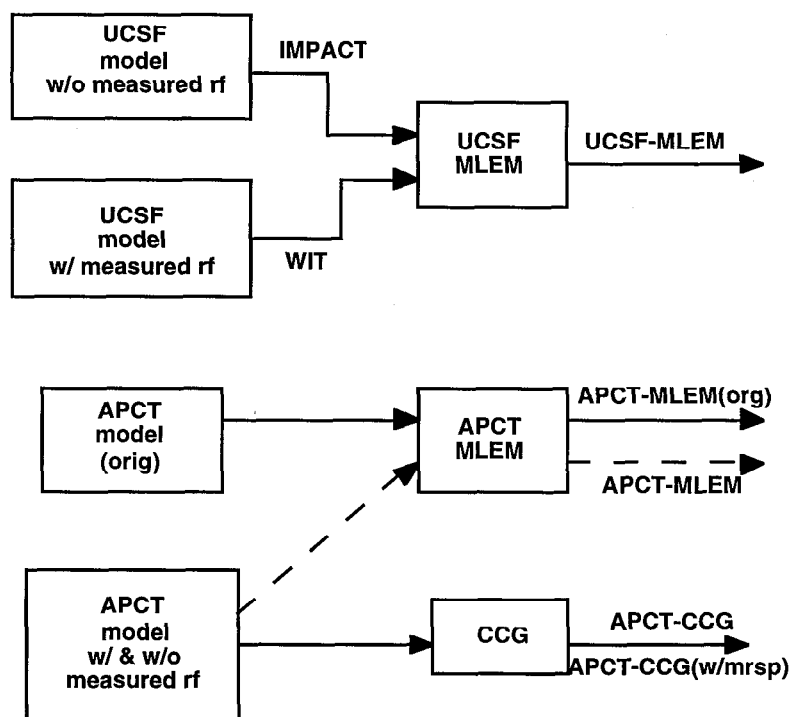 UCSF
model
w/o measured rf
IMPACT
UCSF
MLEM
UCSF-MLEM
UCSF
model
w/ measured rf
WIT
APCT
model
(orig)
APCT
MLEM
APCT-MLEM(org)
APCT-MLEM
APCT
model
w/ & w/o
measured rf
CCG
APCT-CCG
APCT-CCG(w/mrsp)